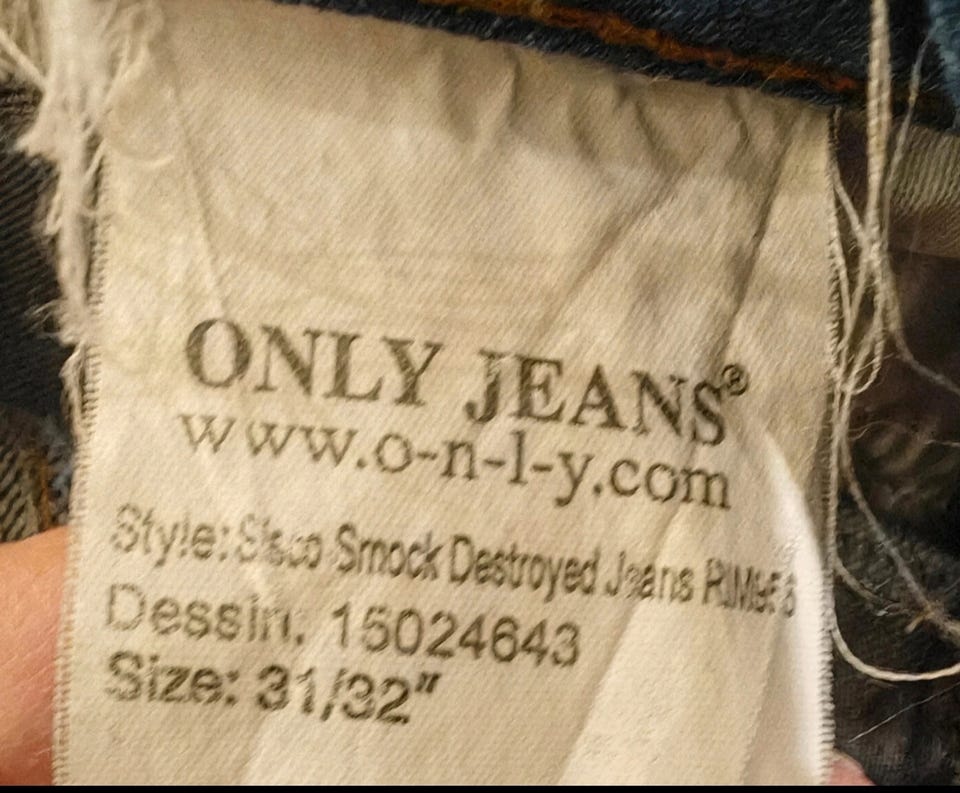 ONLY JEANS®
www.o-n-l-y.com
Style: Sisco Smock Destroyed Jeans
Dessin: 15024643
Size: 31/32"